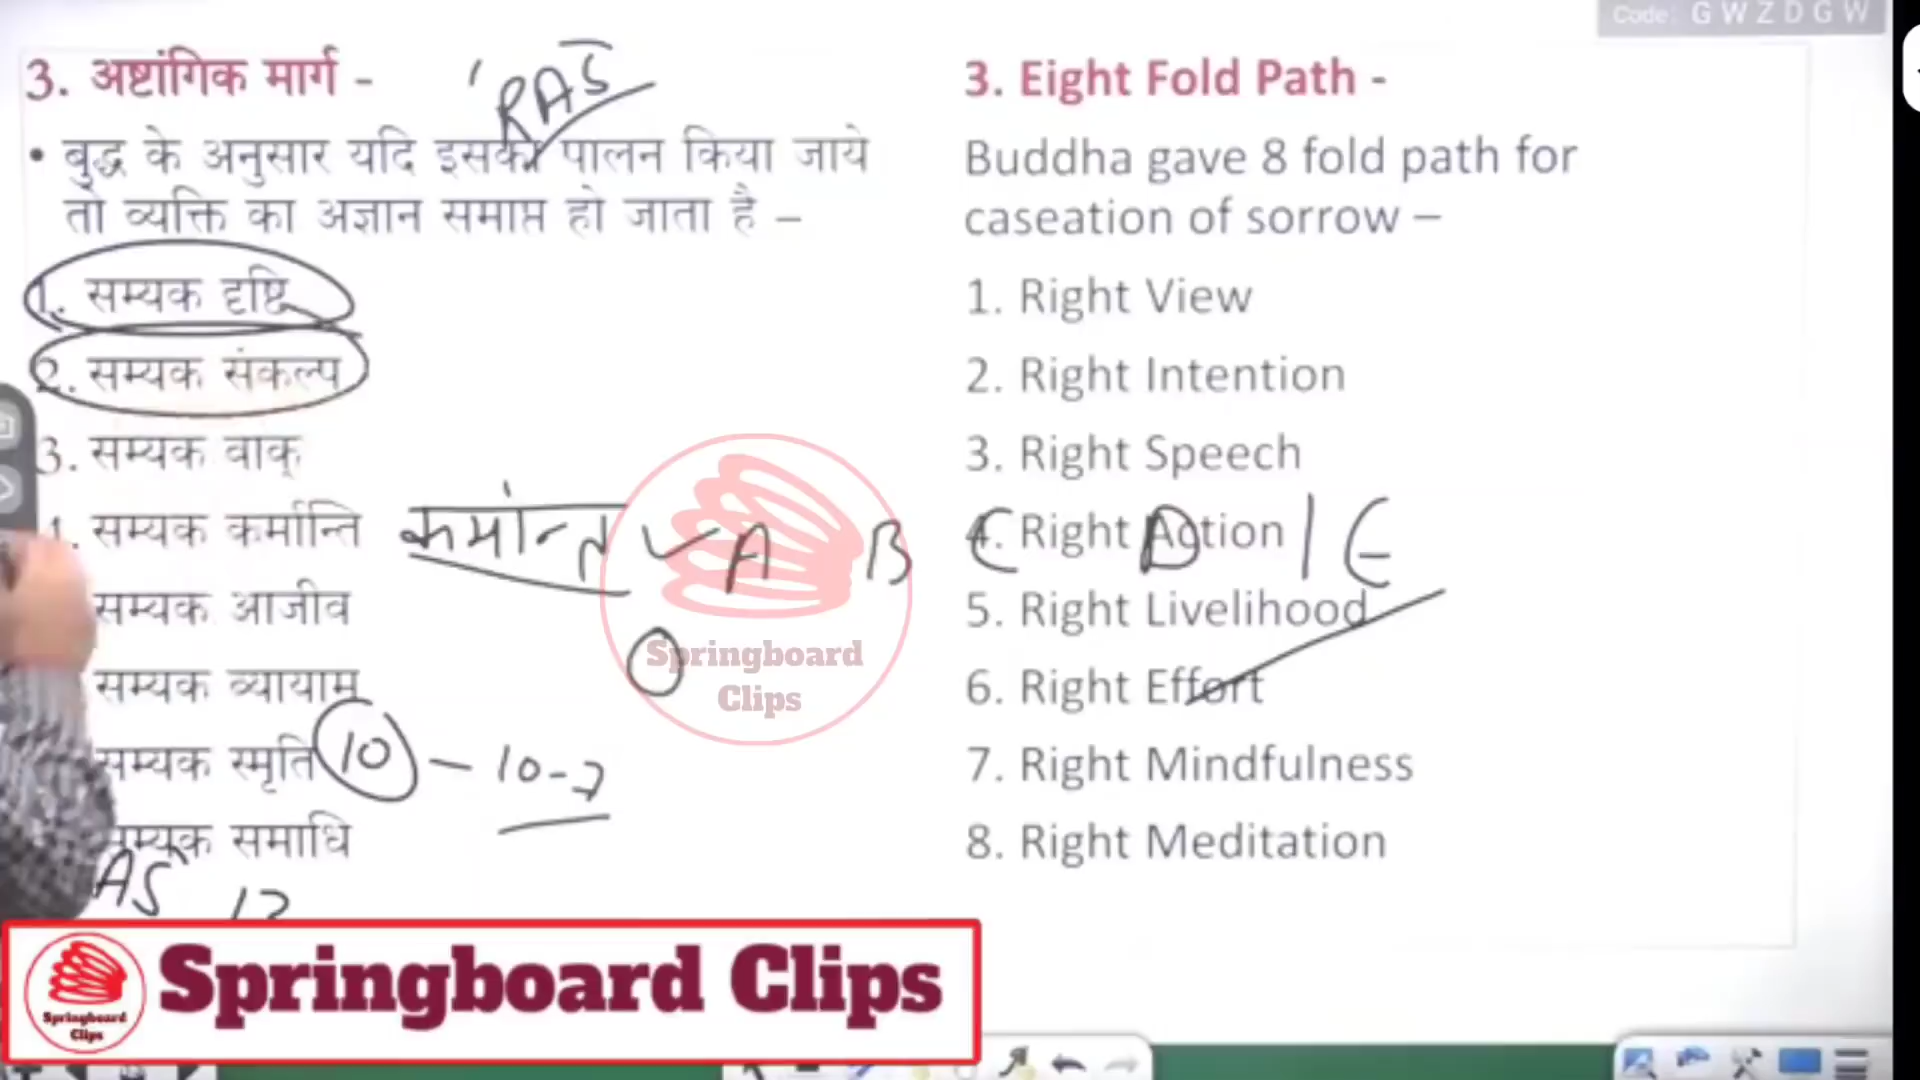 Code: G W Z D G W
3. अष्टांगिक मार्ग -
RAS
• बुद्ध के अनुसार यदि इसका पालन किया जाये
तो व्यक्ति का अज्ञान समाप्त हो जाता है –
1. सम्यक दृष्टि
2. सम्यक संकल्प
3. सम्यक वाक्
सम्यक कर्मान्ति
कर्मान्त A B C D | E
सम्यक आजीव
सम्यक व्यायाम
सम्यक स्मृति 10 – 10-7
सम्यक समाधि
AS 12
3. Eight Fold Path -
Buddha gave 8 fold path for
caseation of sorrow –
1. Right View
2. Right Intention
3. Right Speech
4. Right Action
5. Right Livelihood
6. Right Effort
7. Right Mindfulness
8. Right Meditation
Springboard
Clips
Springboard
Clips
Springboard Clips